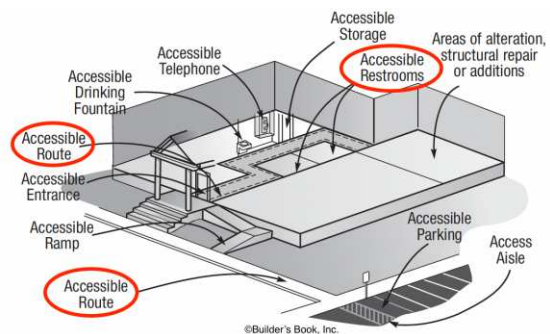 Accessible
Storage
Accessible
Telephone
Accessible
Restrooms
Areas of alteration,
structural repair
or additions
Accessible
Drinking
Fountain
Accessible
Route
Accessible
Entrance
Accessible
Ramp
Accessible
Parking
Access
Aisle
Accessible
Route
©Builder's Book, Inc.